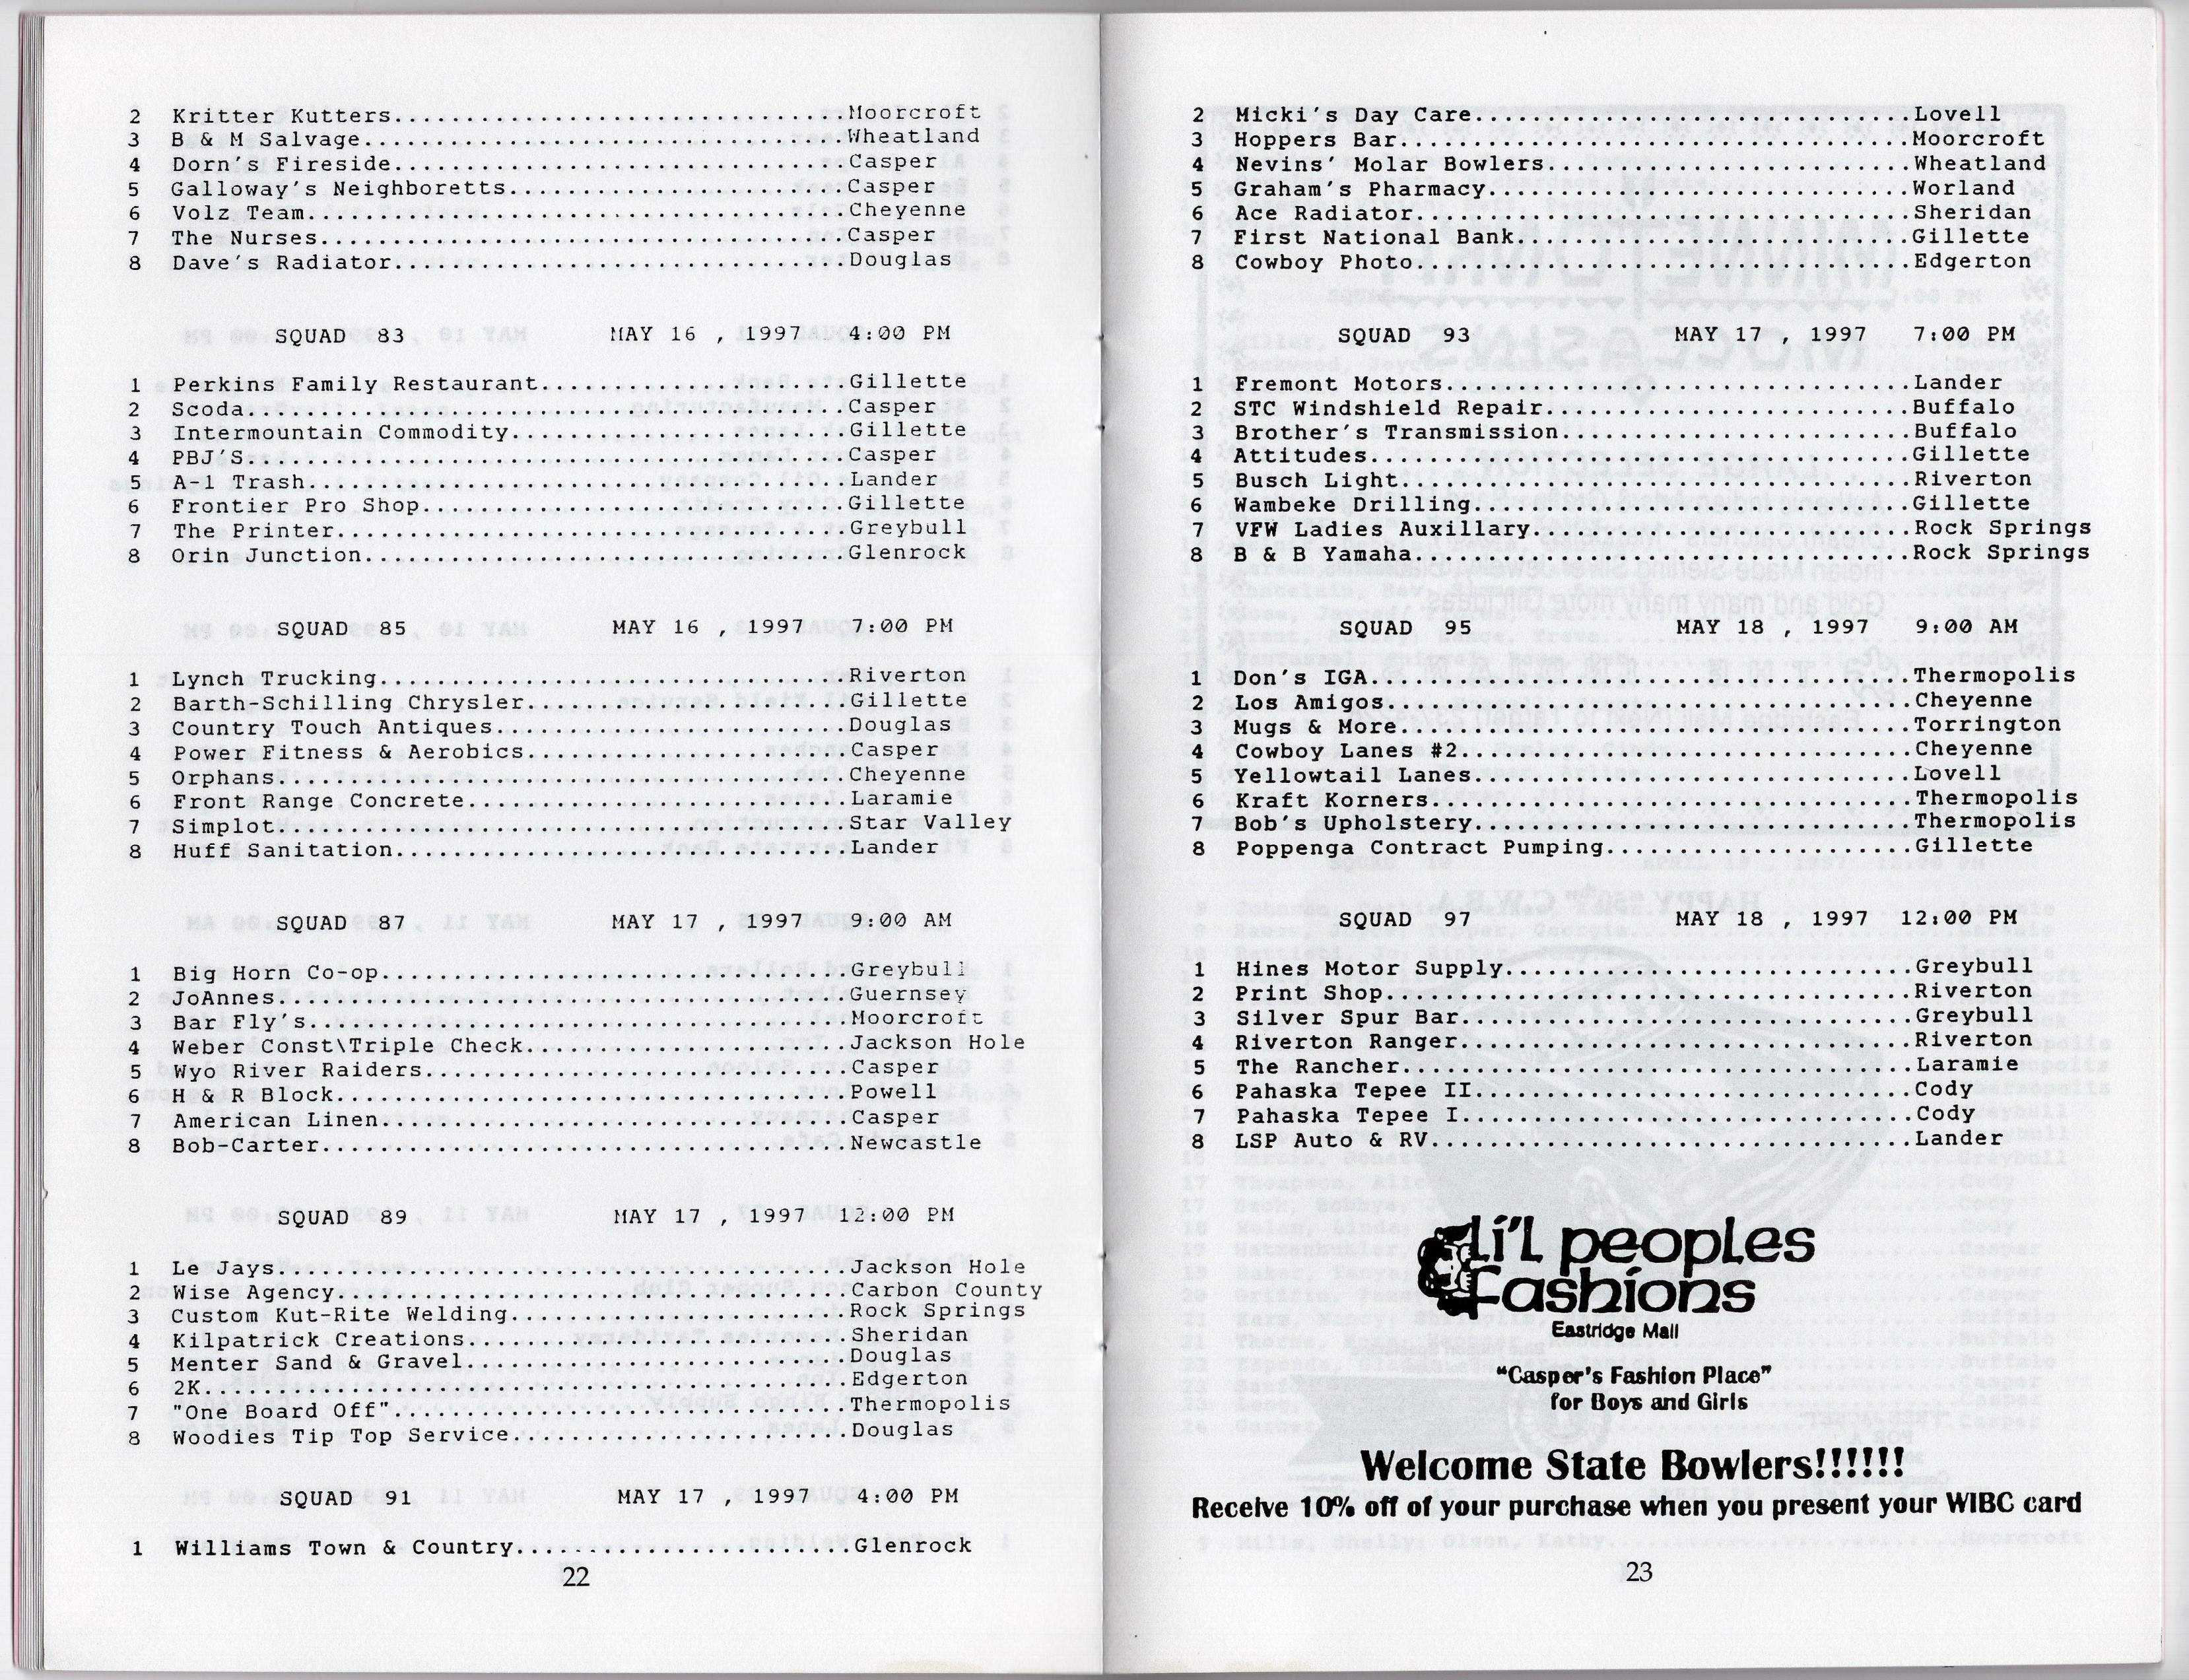 2 Kritter Kutters...............................Moorcroft
3 B & M Salvage.................................Wheatland
4 Dorn's Fireside...............................Casper
5 Galloway's Neighboretts.......................Casper
6 Volz Team.....................................Cheyenne
7 The Nurses....................................Casper
8 Dave's Radiator...............................Douglas
SQUAD 83 MAY 16 , 1997 4:00 PM
1 Perkins Family Restaurant.....................Gillette
2 Scoda.........................................Casper
3 Intermountain Commodity.......................Gillette
4 PBJ'S.........................................Casper
5 A-1 Trash.....................................Lander
6 Frontier Pro Shop.............................Gillette
7 The Printer...................................Greybull
8 Orin Junction.................................Glenrock
SQUAD 85 MAY 16 , 1997 7:00 PM
1 Lynch Trucking................................Riverton
2 Barth-Schilling Chrysler......................Gillette
3 Country Touch Antiques........................Douglas
4 Power Fitness & Aerobics......................Casper
5 Orphans.......................................Cheyenne
6 Front Range Concrete..........................Laramie
7 Simplot.......................................Star Valley
8 Huff Sanitation...............................Lander
SQUAD 87 MAY 17 , 1997 9:00 AM
1 Big Horn Co-op................................Greybull
2 JoAnnes.......................................Guernsey
3 Bar Fly's.....................................Moorcroft
4 Weber Const\Triple Check......................Jackson Hole
5 Wyo River Raiders.............................Casper
6 H & R Block...................................Powell
7 American Linen................................Casper
8 Bob-Carter....................................Newcastle
SQUAD 89 MAY 17 , 1997 12:00 PM
1 Le Jays.......................................Jackson Hole
2 Wise Agency...................................Carbon County
3 Custom Kut-Rite Welding.......................Rock Springs
4 Kilpatrick Creations..........................Sheridan
5 Menter Sand & Gravel..........................Douglas
6 2K............................................Edgerton
7 "One Board Off"...............................Thermopolis
8 Woodies Tip Top Service.......................Douglas
SQUAD 91 MAY 17 , 1997 4:00 PM
1 Williams Town & Country.......................Glenrock
22
2 Micki's Day Care..............................Lovell
3 Hoppers Bar...................................Moorcroft
4 Nevins' Molar Bowlers.........................Wheatland
5 Graham's Pharmacy.............................Worland
6 Ace Radiator..................................Sheridan
7 First National Bank...........................Gillette
8 Cowboy Photo..................................Edgerton
SQUAD 93 MAY 17 , 1997 7:00 PM
1 Fremont Motors................................Lander
2 STC Windshield Repair.........................Buffalo
3 Brother's Transmission........................Buffalo
4 Attitudes.....................................Gillette
5 Busch Light...................................Riverton
6 Wambeke Drilling..............................Gillette
7 VFW Ladies Auxillary..........................Rock Springs
8 B & B Yamaha..................................Rock Springs
SQUAD 95 MAY 18 , 1997 9:00 AM
1 Don's IGA.....................................Thermopolis
2 Los Amigos....................................Cheyenne
3 Mugs & More...................................Torrington
4 Cowboy Lanes #2...............................Cheyenne
5 Yellowtail Lanes..............................Lovell
6 Kraft Korners.................................Thermopolis
7 Bob's Upholstery..............................Thermopolis
8 Poppenga Contract Pumping.....................Gillette
SQUAD 97 MAY 18 , 1997 12:00 PM
1 Hines Motor Supply............................Greybull
2 Print Shop....................................Riverton
3 Silver Spur Bar...............................Greybull
4 Riverton Ranger...............................Riverton
5 The Rancher...................................Laramie
6 Pahaska Tepee II..............................Cody
7 Pahaska Tepee I...............................Cody
8 LSP Auto & RV.................................Lander
Li'l peoples
fashions
Eastridge Mall
"Casper's Fashion Place"
for Boys and Girls
Welcome State Bowlers!!!!!!
Receive 10% off of your purchase when you present your WIBC card
23